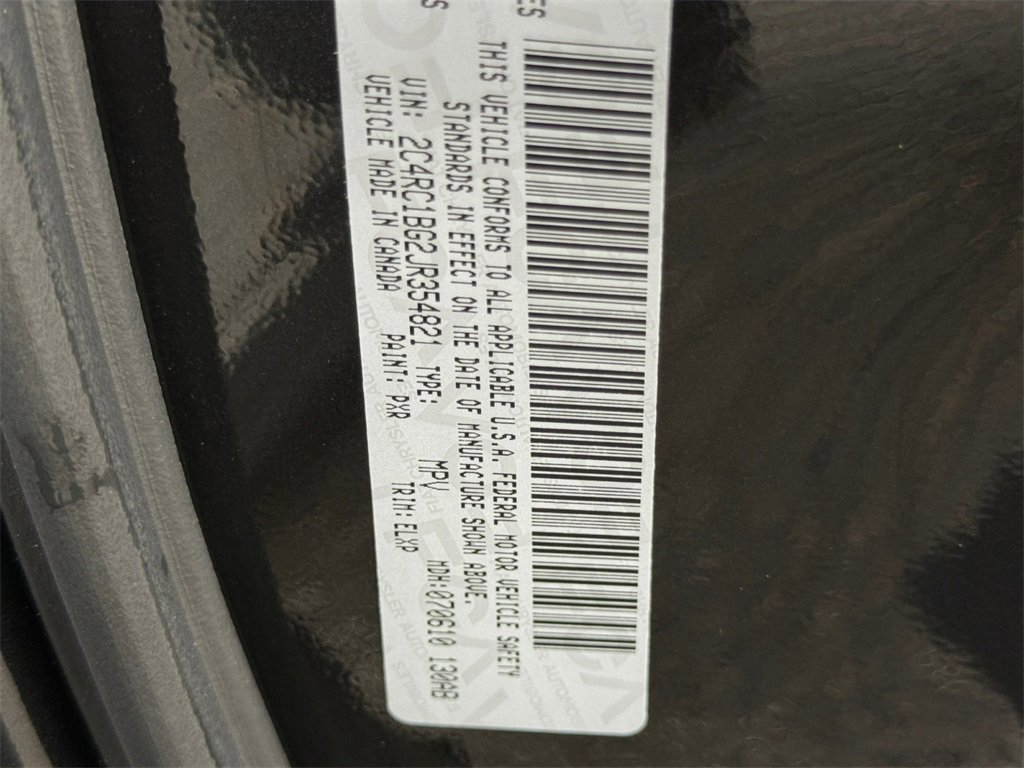 THIS VEHICLE CONFORMS TO ALL APPLICABLE U.S.A. FEDERAL MOTOR VEHICLE SAFETY
STANDARDS IN EFFECT ON THE DATE OF MANUFACTURE SHOWN ABOVE.
VIN: 2C4RC1BG2JR354821 TYPE: MPV MDH:070610 130AB
VEHICLE MADE IN CANADA PAINT: PXR TRIM: ELXP